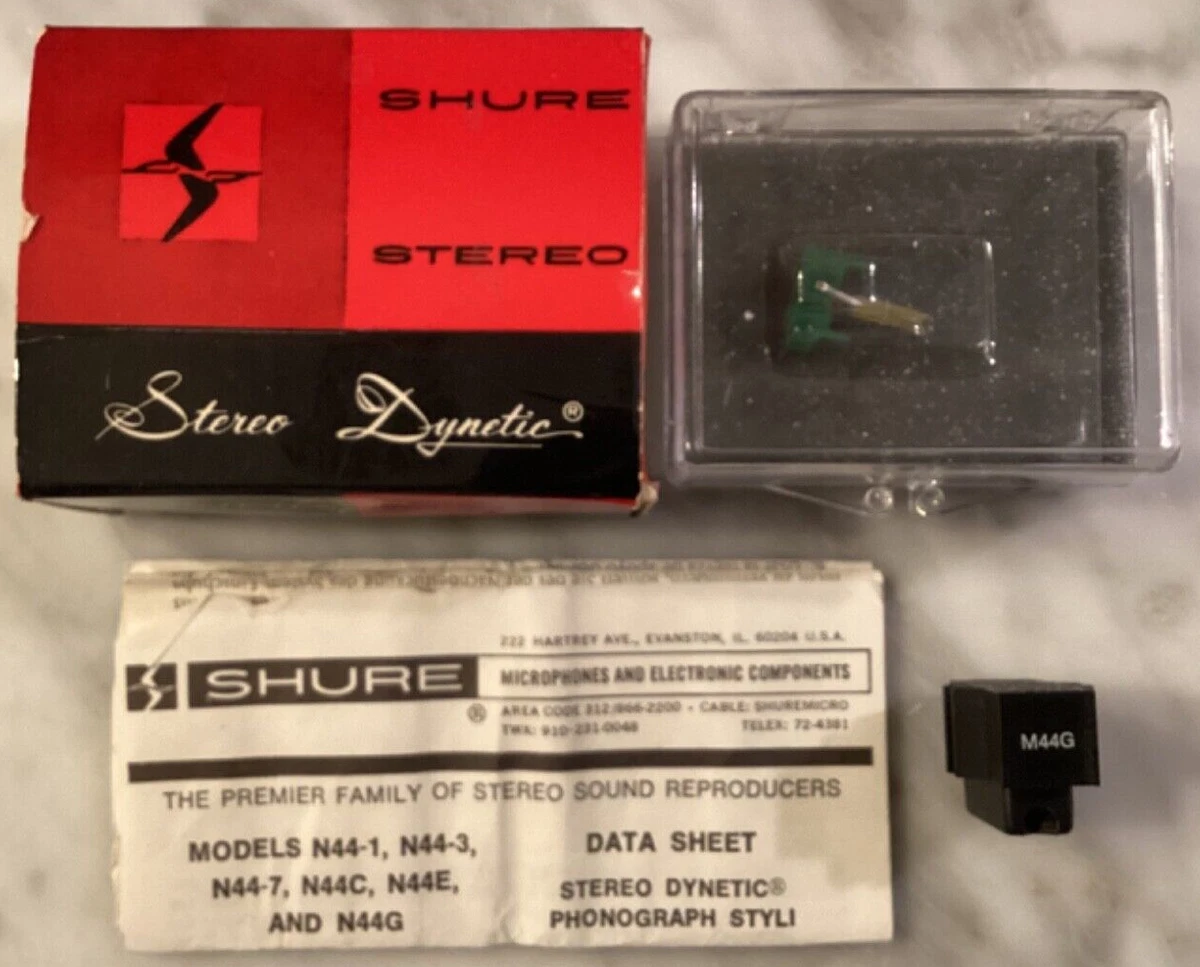 SHURE
STEREO
Stereo Dynetic®
222 HARTREY AVE., EVANSTON, IL. 60204 U.S.A.
SHURE
®
MICROPHONES AND ELECTRONIC COMPONENTS
AREA CODE 312/866-2200 - CABLE: SHUREMICRO
TWX: 910-231-0048 TELEX: 72-4381
THE PREMIER FAMILY OF STEREO SOUND REPRODUCERS
MODELS N44-1, N44-3,
N44-7, N44C, N44E,
AND N44G
DATA SHEET
STEREO DYNETIC®
PHONOGRAPH STYLI
M44G